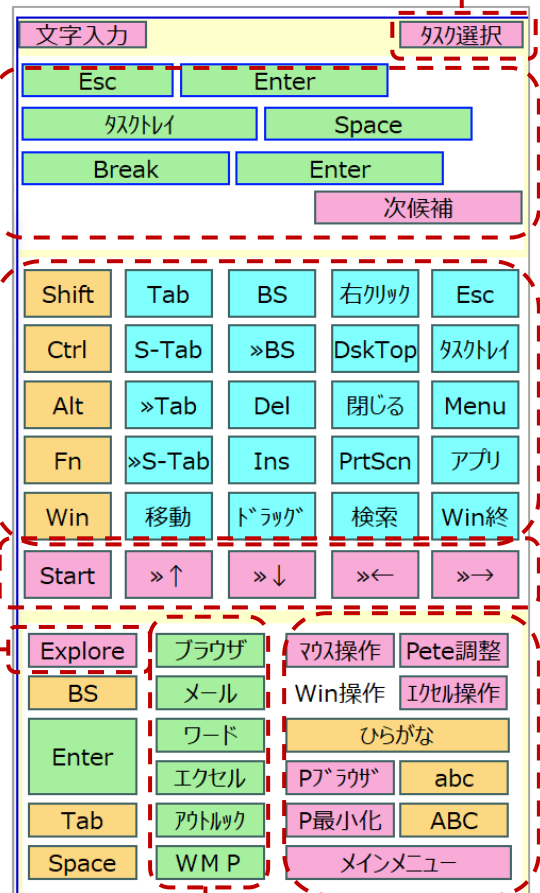 文字入力 ﾀｽｸ選択
Esc Enter
ﾀｽｸﾄﾚｲ Space
Break Enter
次候補
Shift Tab BS 右ｸﾘｯｸ Esc
Ctrl S-Tab »BS DskTop ﾀｽｸﾄﾚｲ
Alt »Tab Del 閉じる Menu
Fn »S-Tab Ins PrtScn アプリ
Win 移動 ﾄﾞﾗｯｸﾞ 検索 Win終
Start »↑ »↓ »← »→
Explore ブラウザ ﾏｳｽ操作 Pete調整
BS メール Win操作 ｴｸｾﾙ操作
Enter ワード ひらがな
エクセル Pﾌﾞﾗｳｻﾞ abc
Tab ｱｳﾄﾙｯｸ P最小化 ABC
Space ＷＭＰ メインメニュー